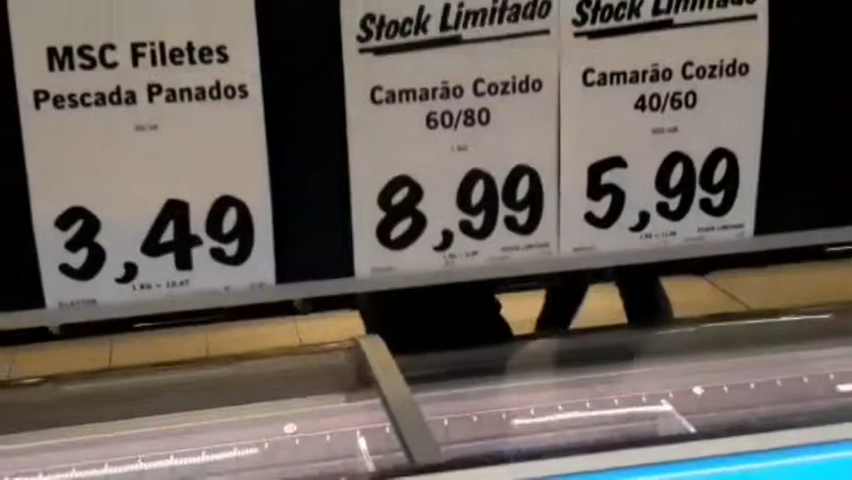 MSC Filetes
Pescada Panados
3,49
Stock Limitado
Camarão Cozido
60/80
8,99
Stock Limitado
Camarão Cozido
40/60
5,99